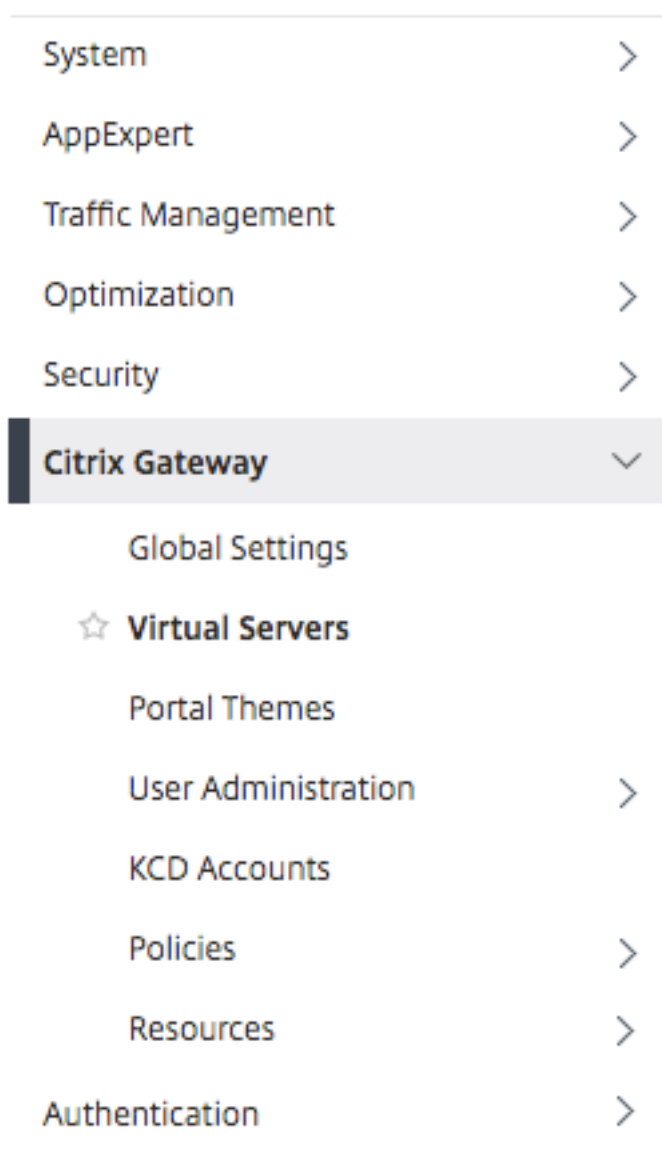 System
AppExpert
Traffic Management
Optimization
Security
Citrix Gateway
Global Settings
Virtual Servers
Portal Themes
User Administration
KCD Accounts
Policies
Resources
Authentication